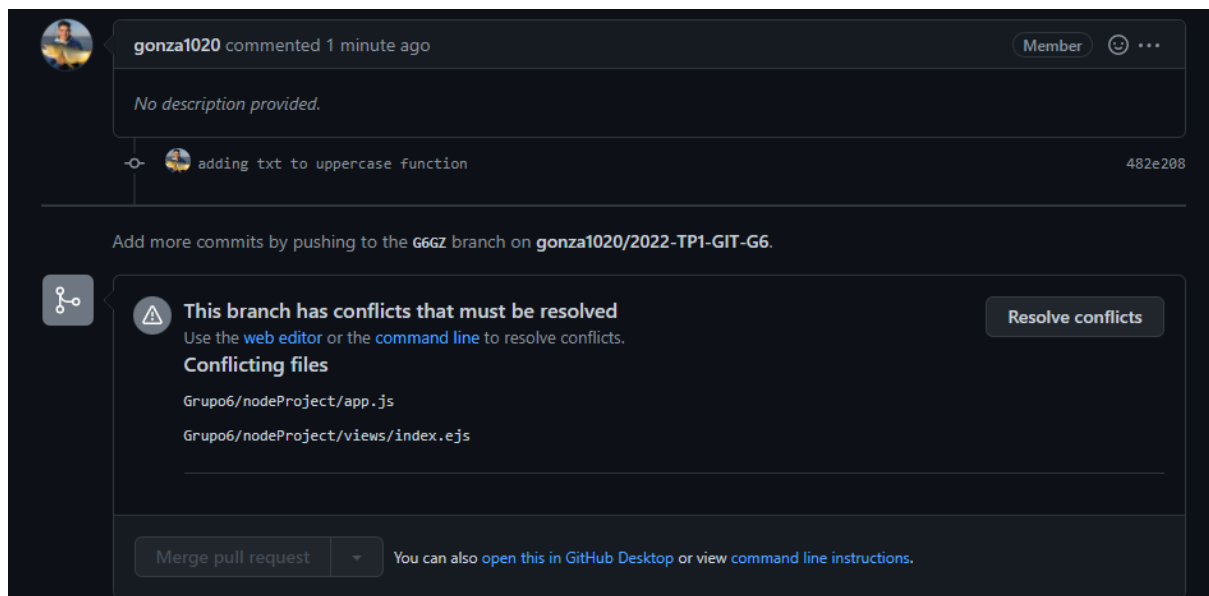 gonza1020 commented 1 minute ago
Member
No description provided.
adding txt to uppercase function
482e208
Add more commits by pushing to the G6GZ branch on gonza1020/2022-TP1-GIT-G6.
This branch has conflicts that must be resolved
Resolve conflicts
Use the web editor or the command line to resolve conflicts.
Conflicting files
Grupo6/nodeProject/app.js
Grupo6/nodeProject/views/index.ejs
Merge pull request
You can also open this in GitHub Desktop or view command line instructions.